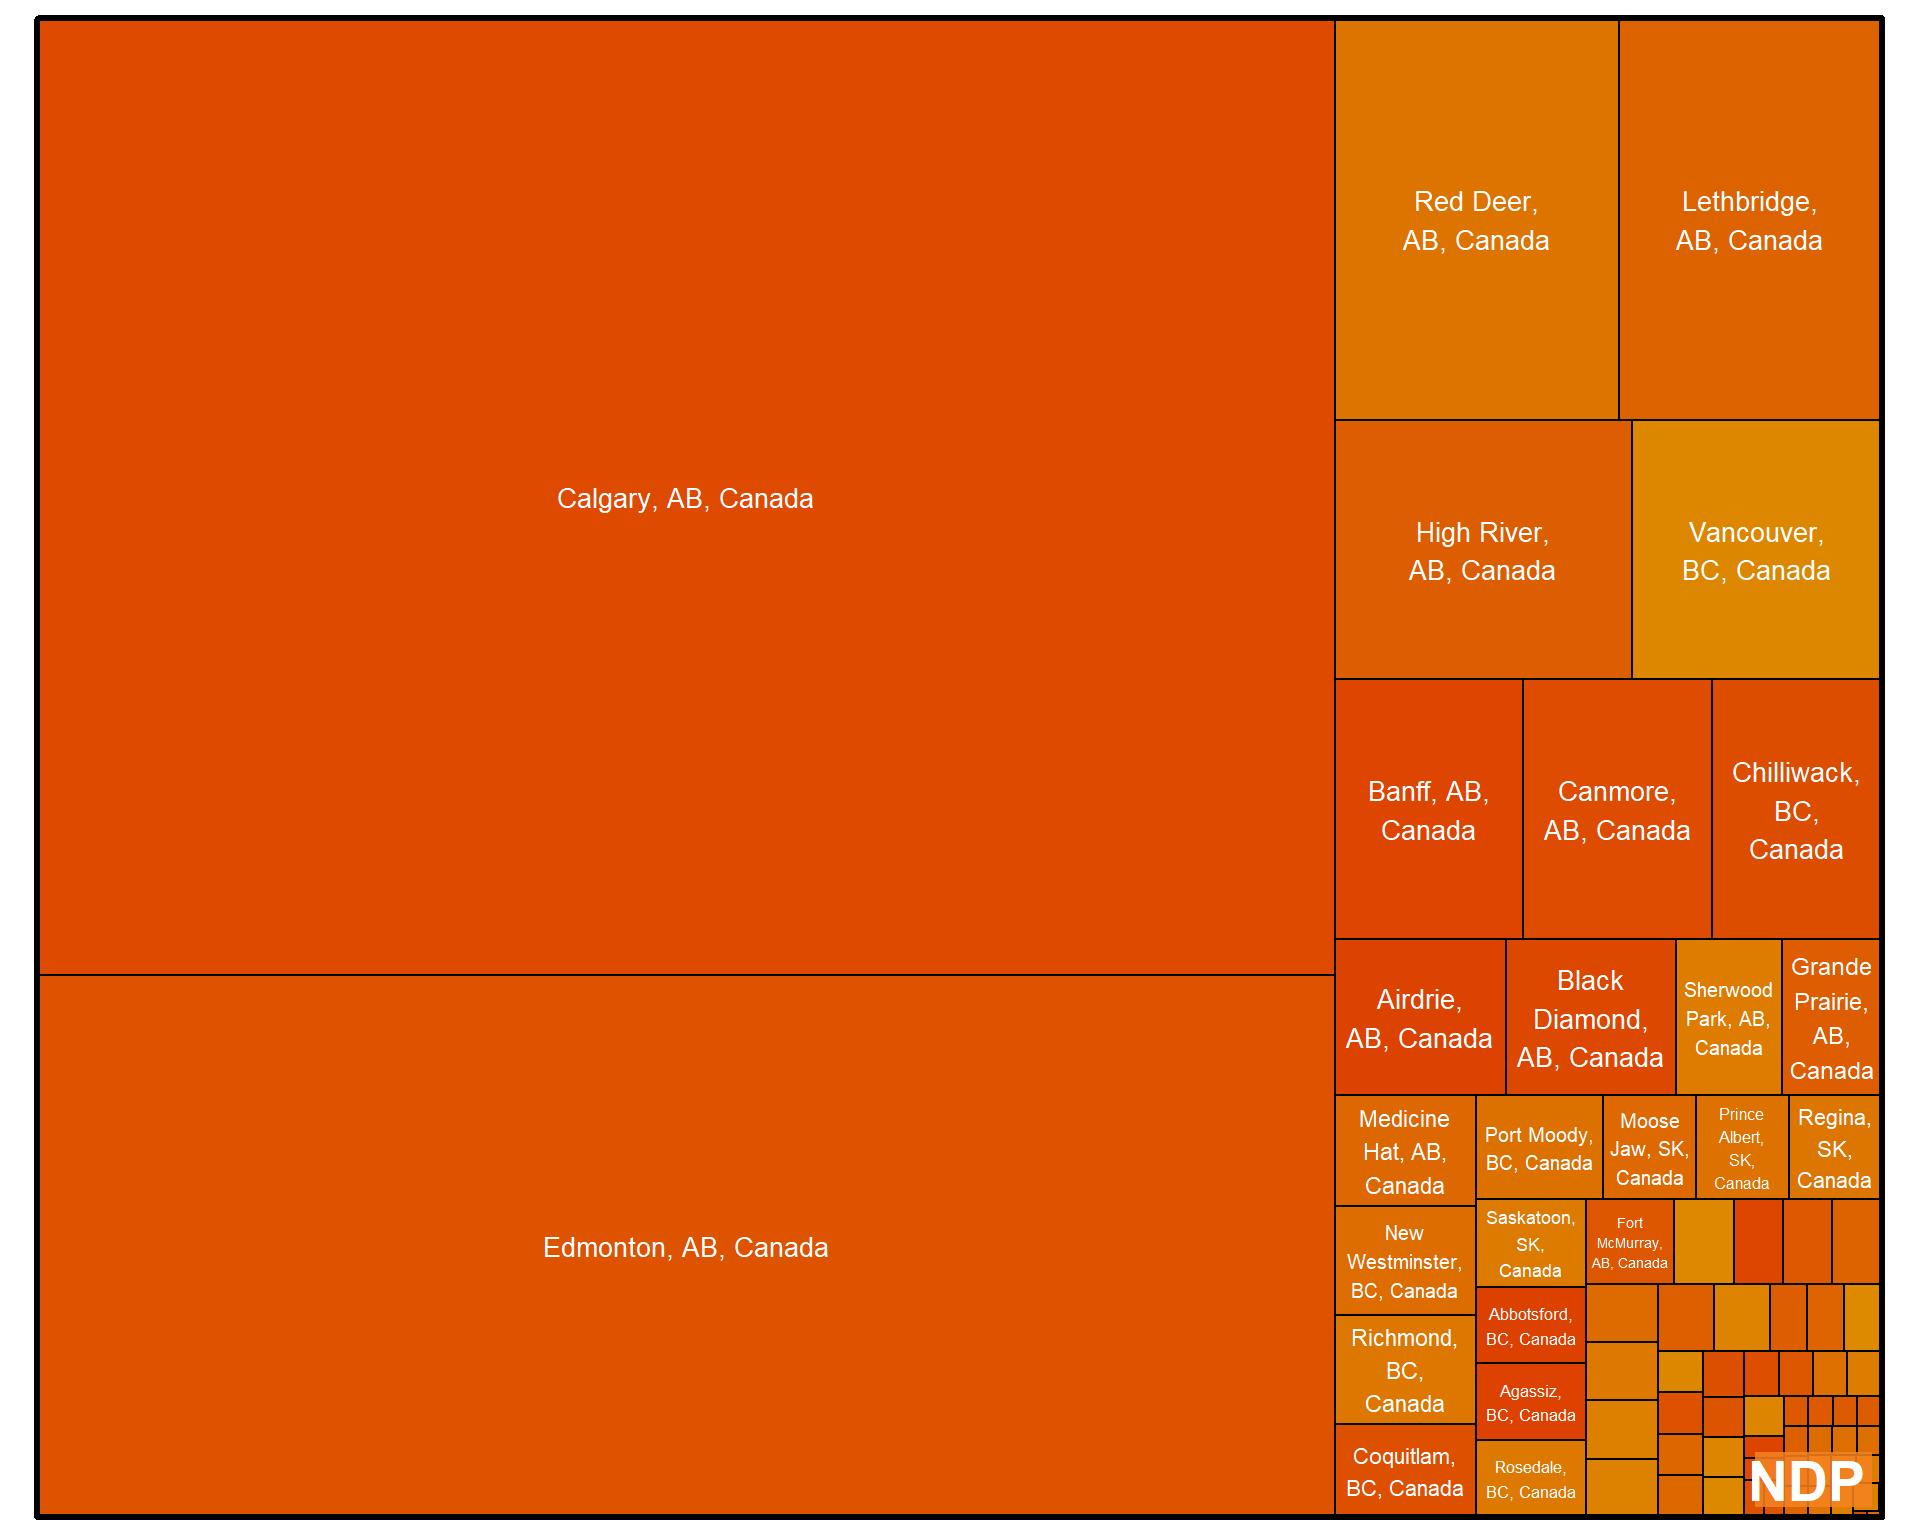 Calgary, AB, Canada
Edmonton, AB, Canada
Red Deer,
AB, Canada
Lethbridge,
AB, Canada
High River,
AB, Canada
Vancouver,
BC, Canada
Banff, AB,
Canada
Canmore,
AB, Canada
Chilliwack,
BC,
Canada
Airdrie,
AB, Canada
Black
Diamond,
AB, Canada
Sherwood
Park, AB,
Canada
Grande
Prairie,
AB,
Canada
Medicine
Hat, AB,
Canada
Port Moody,
BC, Canada
Moose
Jaw, SK,
Canada
Prince
Albert,
SK,
Canada
Regina,
SK,
Canada
New
Westminster,
BC, Canada
Saskatoon,
SK,
Canada
Fort
McMurray,
AB, Canada
Richmond,
BC,
Canada
Abbotsford,
BC, Canada
Agassiz,
BC, Canada
Coquitlam,
BC, Canada
Rosedale,
BC, Canada
NDP